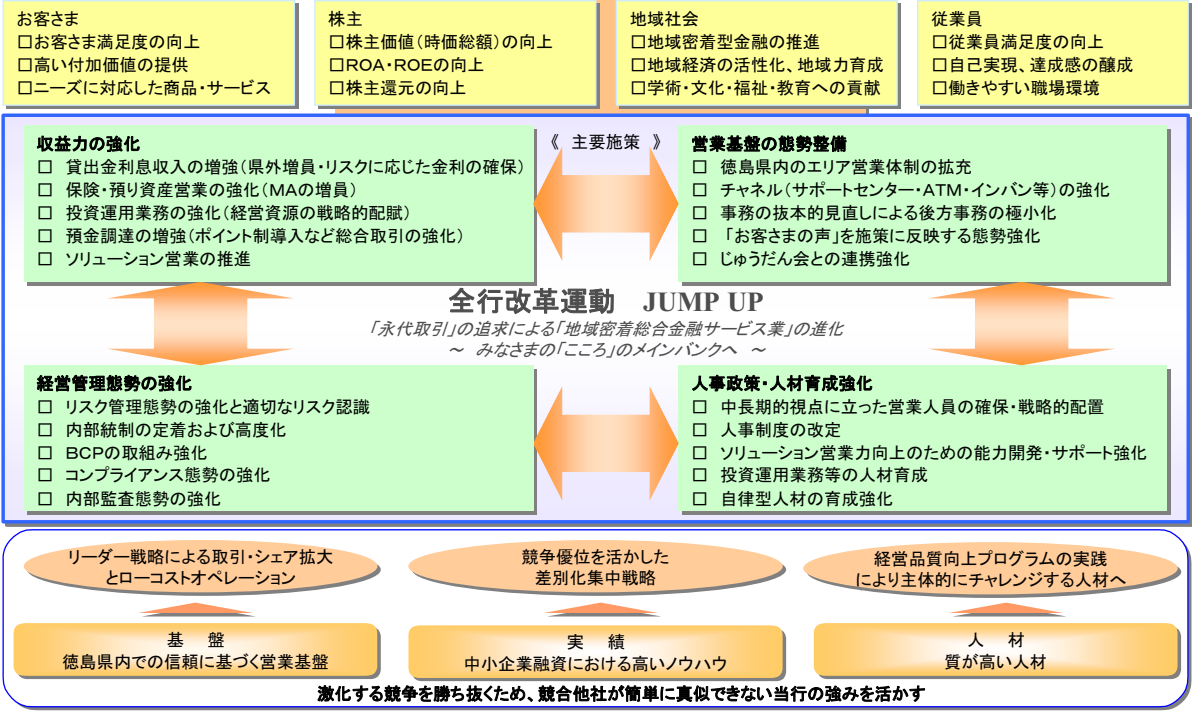 お客さま
□お客さま満足度の向上
□高い付加価値の提供
□ニーズに対応した商品・サービス
株主
□株主価値(時価総額)の向上
□ROA・ROEの向上
□株主還元の向上
地域社会
□地域密着型金融の推進
□地域経済の活性化、地域力育成
□学術・文化・福祉・教育への貢献
従業員
□従業員満足度の向上
□自己実現、達成感の醸成
□働きやすい職場環境
収益力の強化
□ 貸出金利息収入の増強(県外増員・リスクに応じた金利の確保)
□ 保険・預り資産営業の強化(MAの増員)
□ 投資運用業務の強化(経営資源の戦略的配賦)
□ 預金調達の増強(ポイント制導入など総合取引の強化)
□ ソリューション営業の推進
《 主要施策 》
営業基盤の態勢整備
□ 徳島県内のエリア営業体制の拡充
□ チャネル(サポートセンター・ATM・インバン等)の強化
□ 事務の抜本的見直しによる後方事務の極小化
□ 「お客さまの声」を施策に反映する態勢強化
□ じゅうだん会との連携強化
全行改革運動 JUMP UP
「永代取引」の追求による「地域密着総合金融サービス業」の進化
~ みなさまの「こころ」のメインバンクへ ~
経営管理態勢の強化
□ リスク管理態勢の強化と適切なリスク認識
□ 内部統制の定着および高度化
□ BCPの取組み強化
□ コンプライアンス態勢の強化
□ 内部監査態勢の強化
人事政策・人材育成強化
□ 中長期的視点に立った営業人員の確保・戦略的配置
□ 人事制度の改定
□ ソリューション営業力向上のための能力開発・サポート強化
□ 投資運用業務等の人材育成
□ 自律型人材の育成強化
リーダー戦略による取引・シェア拡大
とローコストオペレーション
競争優位を活かした
差別化集中戦略
経営品質向上プログラムの実践
により主体的にチャレンジする人材へ
基 盤
徳島県内での信頼に基づく営業基盤
実 績
中小企業融資における高いノウハウ
人 材
質が高い人材
激化する競争を勝ち抜くため、競合他社が簡単に真似できない当行の強みを活かす